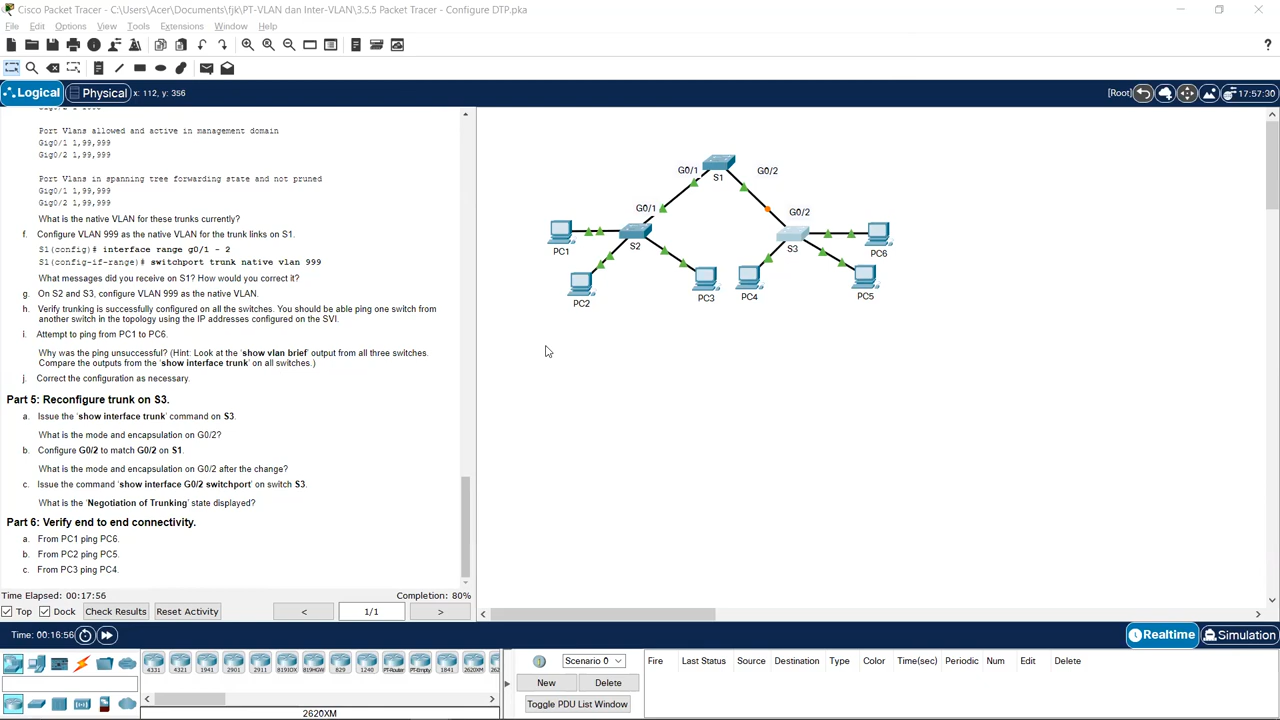 Cisco Packet Tracer - C:\Users\Acer\Documents\fjk\PT-VLAN dan Inter-VLAN\3.5.5 Packet Tracer - Configure DTP.pka
File Edit Options View Tools Extensions Window Help
Logical Physical x: 112, y: 356 [Root] 17:57:30
Port Vlans allowed and active in management domain
Gig0/1 1,99,999
Gig0/2 1,99,999
Port Vlans in spanning tree forwarding state and not pruned
Gig0/1 1,99,999
Gig0/2 1,99,999
What is the native VLAN for these trunks currently?
f. Configure VLAN 999 as the native VLAN for the trunk links on S1.
S1(config)# interface range g0/1 - 2
S1(config-if-range)# switchport trunk native vlan 999
What messages did you receive on S1? How would you correct it?
g. On S2 and S3, configure VLAN 999 as the native VLAN.
h. Verify trunking is successfully configured on all the switches. You should be able ping one switch from
another switch in the topology using the IP addresses configured on the SVI.
i. Attempt to ping from PC1 to PC6.
Why was the ping unsuccessful? (Hint: Look at the 'show vlan brief' output from all three switches.
Compare the outputs from the 'show interface trunk' on all switches.)
j. Correct the configuration as necessary.
Part 5: Reconfigure trunk on S3.
a. Issue the 'show interface trunk' command on S3.
What is the mode and encapsulation on G0/2?
b. Configure G0/2 to match G0/2 on S1.
What is the mode and encapsulation on G0/2 after the change?
c. Issue the command 'show interface G0/2 switchport' on switch S3.
What is the 'Negotiation of Trunking' state displayed?
Part 6: Verify end to end connectivity.
a. From PC1 ping PC6.
b. From PC2 ping PC5.
c. From PC3 ping PC4.
Time Elapsed: 00:17:56 Completion: 80%
Top Dock Check Results Reset Activity < 1/1 >
G0/1 S1 G0/2
G0/1 G0/2
PC1 S2 S3 PC6
PC2 PC3 PC4 PC5
Time: 00:16:56 Realtime Simulation
4331 4321 1941 2901 2911 819IOX 819HGW 829 1240 PT-Router PT-Empty 1841 2620XM 262
2620XM
Scenario 0
New Delete
Toggle PDU List Window
Fire Last Status Source Destination Type Color Time(sec) Periodic Num Edit Delete